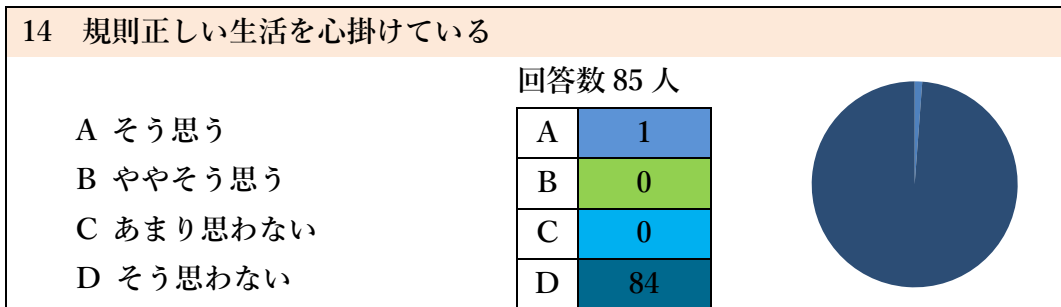 14　規則正しい生活を心掛けている
回答数 85 人
A そう思う
B ややそう思う
C あまり思わない
D そう思わない
A 1
B 0
C 0
D 84